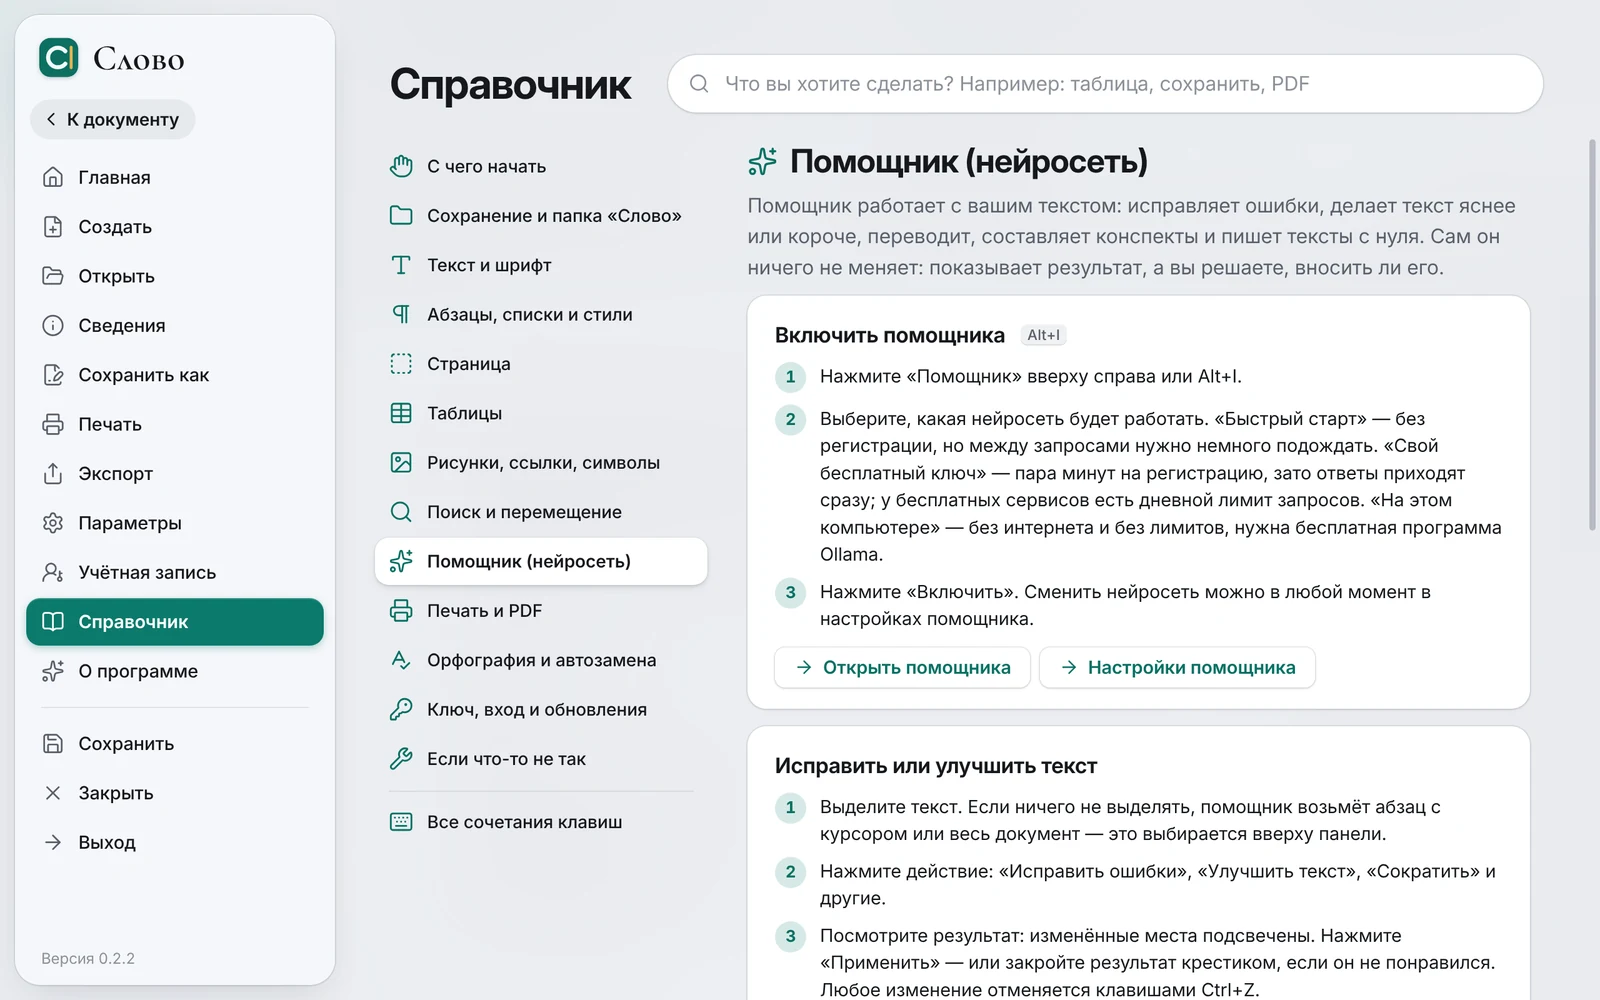 Слово
К документу
Главная
Создать
Открыть
Сведения
Сохранить как
Печать
Экспорт
Параметры
Учётная запись
Справочник
О программе
Сохранить
Закрыть
Выход
Версия 0.2.2
Справочник
Что вы хотите сделать? Например: таблица, сохранить, PDF
С чего начать
Сохранение и папка «Слово»
Текст и шрифт
Абзацы, списки и стили
Страница
Таблицы
Рисунки, ссылки, символы
Поиск и перемещение
Помощник (нейросеть)
Печать и PDF
Орфография и автозамена
Ключ, вход и обновления
Если что-то не так
Все сочетания клавиш
Помощник (нейросеть)
Помощник работает с вашим текстом: исправляет ошибки, делает текст яснее
или короче, переводит, составляет конспекты и пишет тексты с нуля. Сам он
ничего не меняет: показывает результат, а вы решаете, вносить ли его.
Включить помощника Alt+I
1 Нажмите «Помощник» вверху справа или Alt+I.
2 Выберите, какая нейросеть будет работать. «Быстрый старт» — без
регистрации, но между запросами нужно немного подождать. «Свой
бесплатный ключ» — пара минут на регистрацию, зато ответы приходят
сразу; у бесплатных сервисов есть дневной лимит запросов. «На этом
компьютере» — без интернета и без лимитов, нужна бесплатная программа
Ollama.
3 Нажмите «Включить». Сменить нейросеть можно в любой момент в
настройках помощника.
Открыть помощника
Настройки помощника
Исправить или улучшить текст
1 Выделите текст. Если ничего не выделять, помощник возьмёт абзац с
курсором или весь документ — это выбирается вверху панели.
2 Нажмите действие: «Исправить ошибки», «Улучшить текст», «Сократить» и
другие.
3 Посмотрите результат: изменённые места подсвечены. Нажмите
«Применить» — или закройте результат крестиком, если он не понравился.
Любое изменение отменяется клавишами Ctrl+Z.